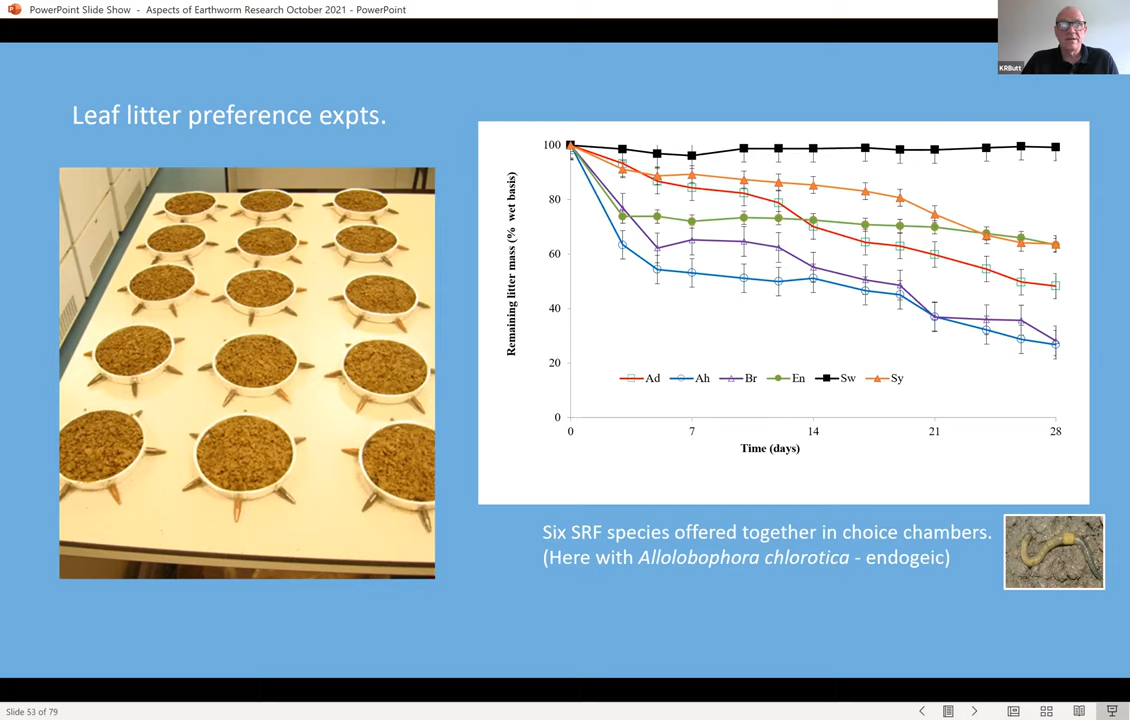 PowerPoint Slide Show - Aspects of Earthworm Research October 2021 - PowerPoint
KRButt
Leaf litter preference expts.
Remaining litter mass (% wet basis)
100
80
60
40
20
0
Ad Ah Br En Sw Sy
0 7 14 21 28
Time (days)
Six SRF species offered together in choice chambers.
(Here with Allolobophora chlorotica - endogeic)
Slide 53 of 79